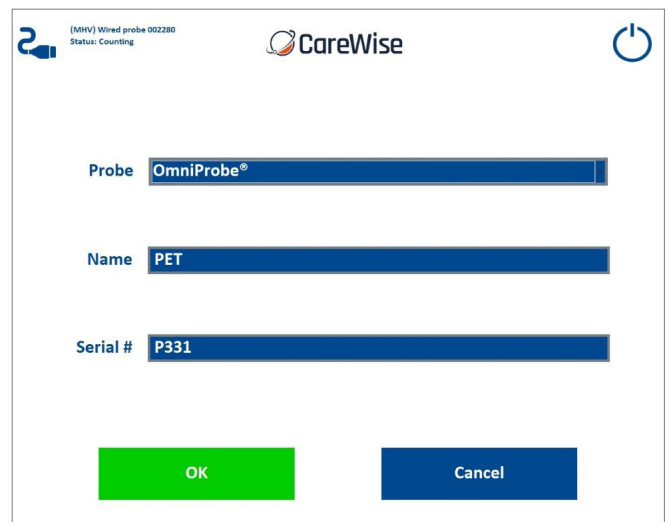 (MHV) Wired probe 002280
Status: Counting
CareWise
Probe
OmniProbe®
Name
PET
Serial #
P331
OK
Cancel